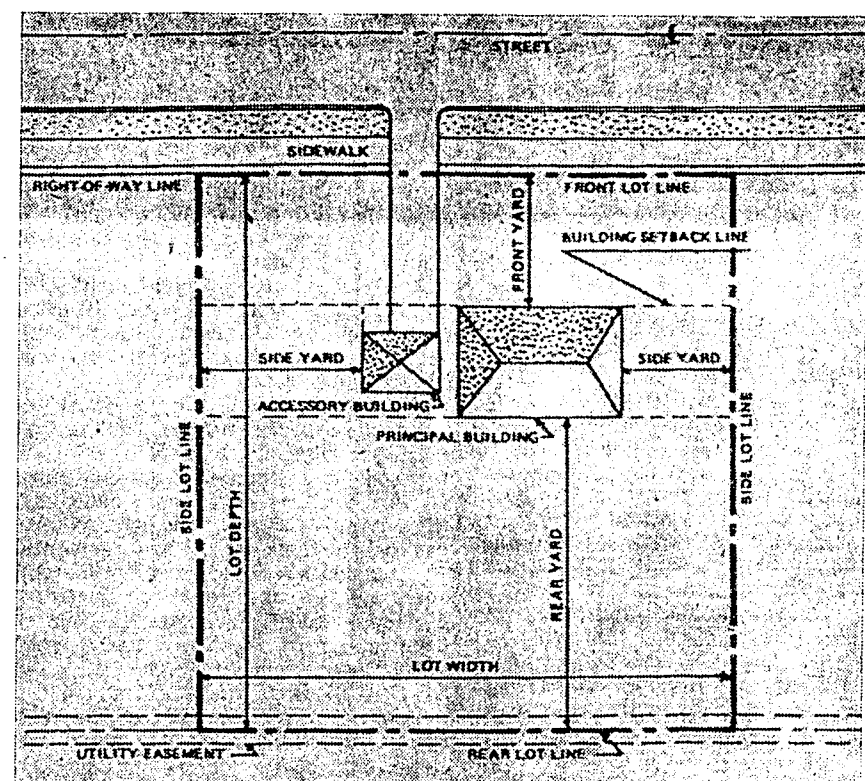 STREET
SIDEWALK
RIGHT-OF-WAY LINE
FRONT LOT LINE
FRONT YARD
BUILDING SETBACK LINE
SIDE YARD
SIDE YARD
ACCESSORY BUILDING
PRINCIPAL BUILDING
SIDE LOT LINE
LOT DEPTH
REAR YARD
SIDE LOT LINE
LOT WIDTH
UTILITY EASEMENT
REAR LOT LINE